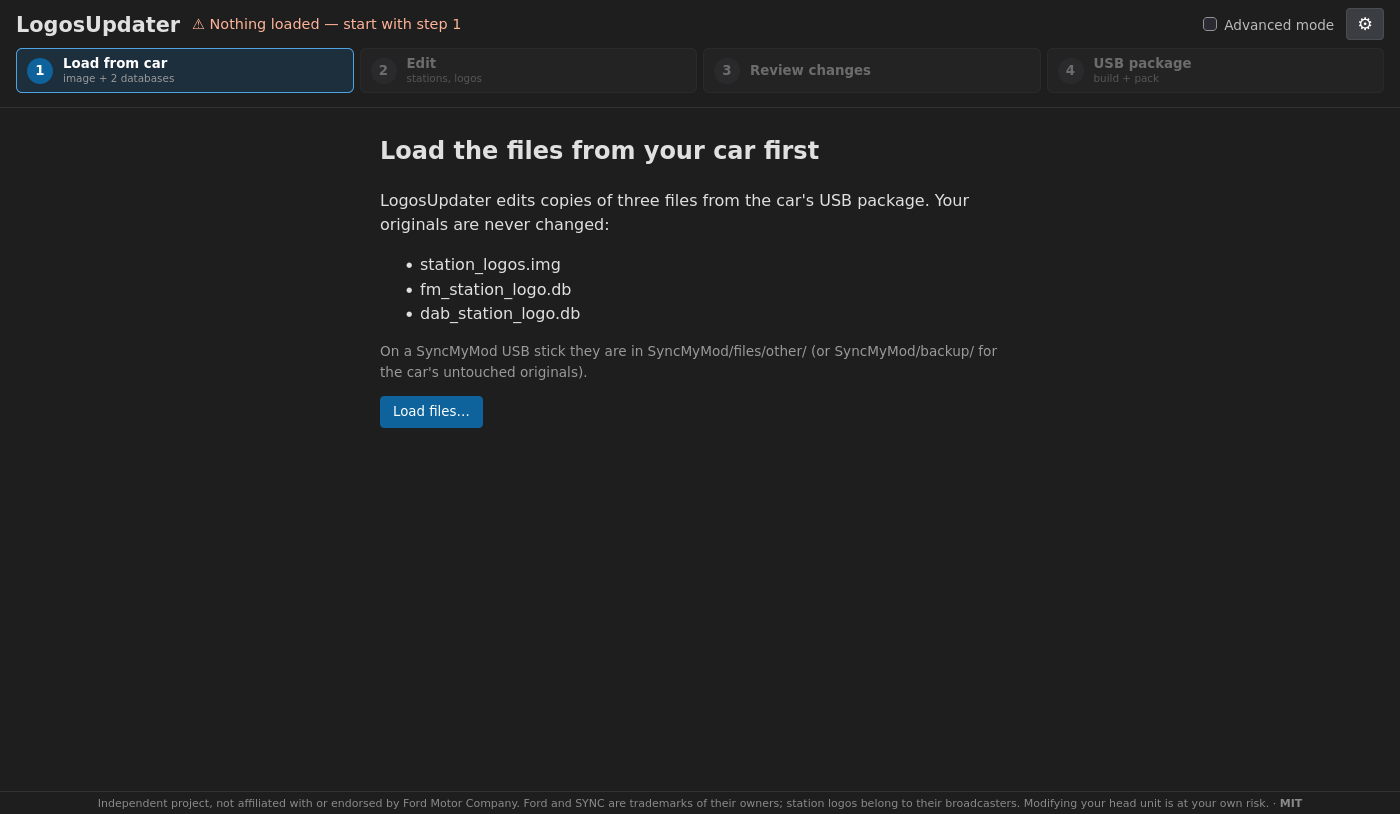 LogosUpdater ⚠ Nothing loaded — start with step 1
Advanced mode ⚙
1 Load from car
image + 2 databases
2 Edit
stations, logos
3 Review changes
4 USB package
build + pack
Load the files from your car first
LogosUpdater edits copies of three files from the car's USB package. Your
originals are never changed:
• station_logos.img
• fm_station_logo.db
• dab_station_logo.db
On a SyncMyMod USB stick they are in SyncMyMod/files/other/ (or SyncMyMod/backup/ for
the car's untouched originals).
Load files…
Independent project, not affiliated with or endorsed by Ford Motor Company. Ford and SYNC are trademarks of their owners; station logos belong to their broadcasters. Modifying your head unit is at your own risk. · MIT